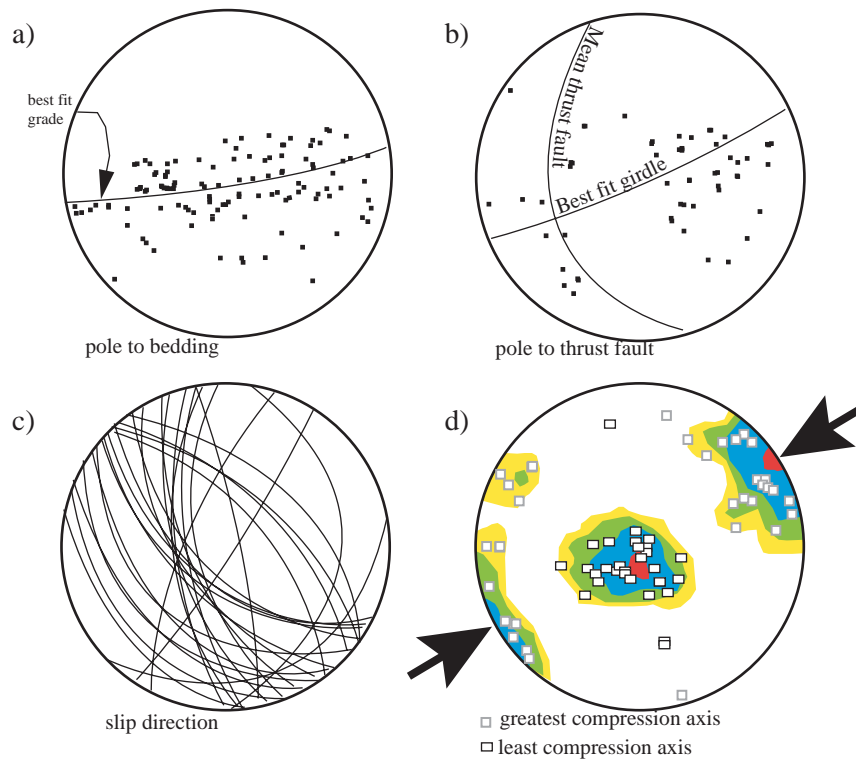 a)
best fit
grade
pole to bedding
b)
Mean thrust fault
Best fit girdle
pole to thrust fault
c)
slip direction
d)
greatest compression axis
least compression axis